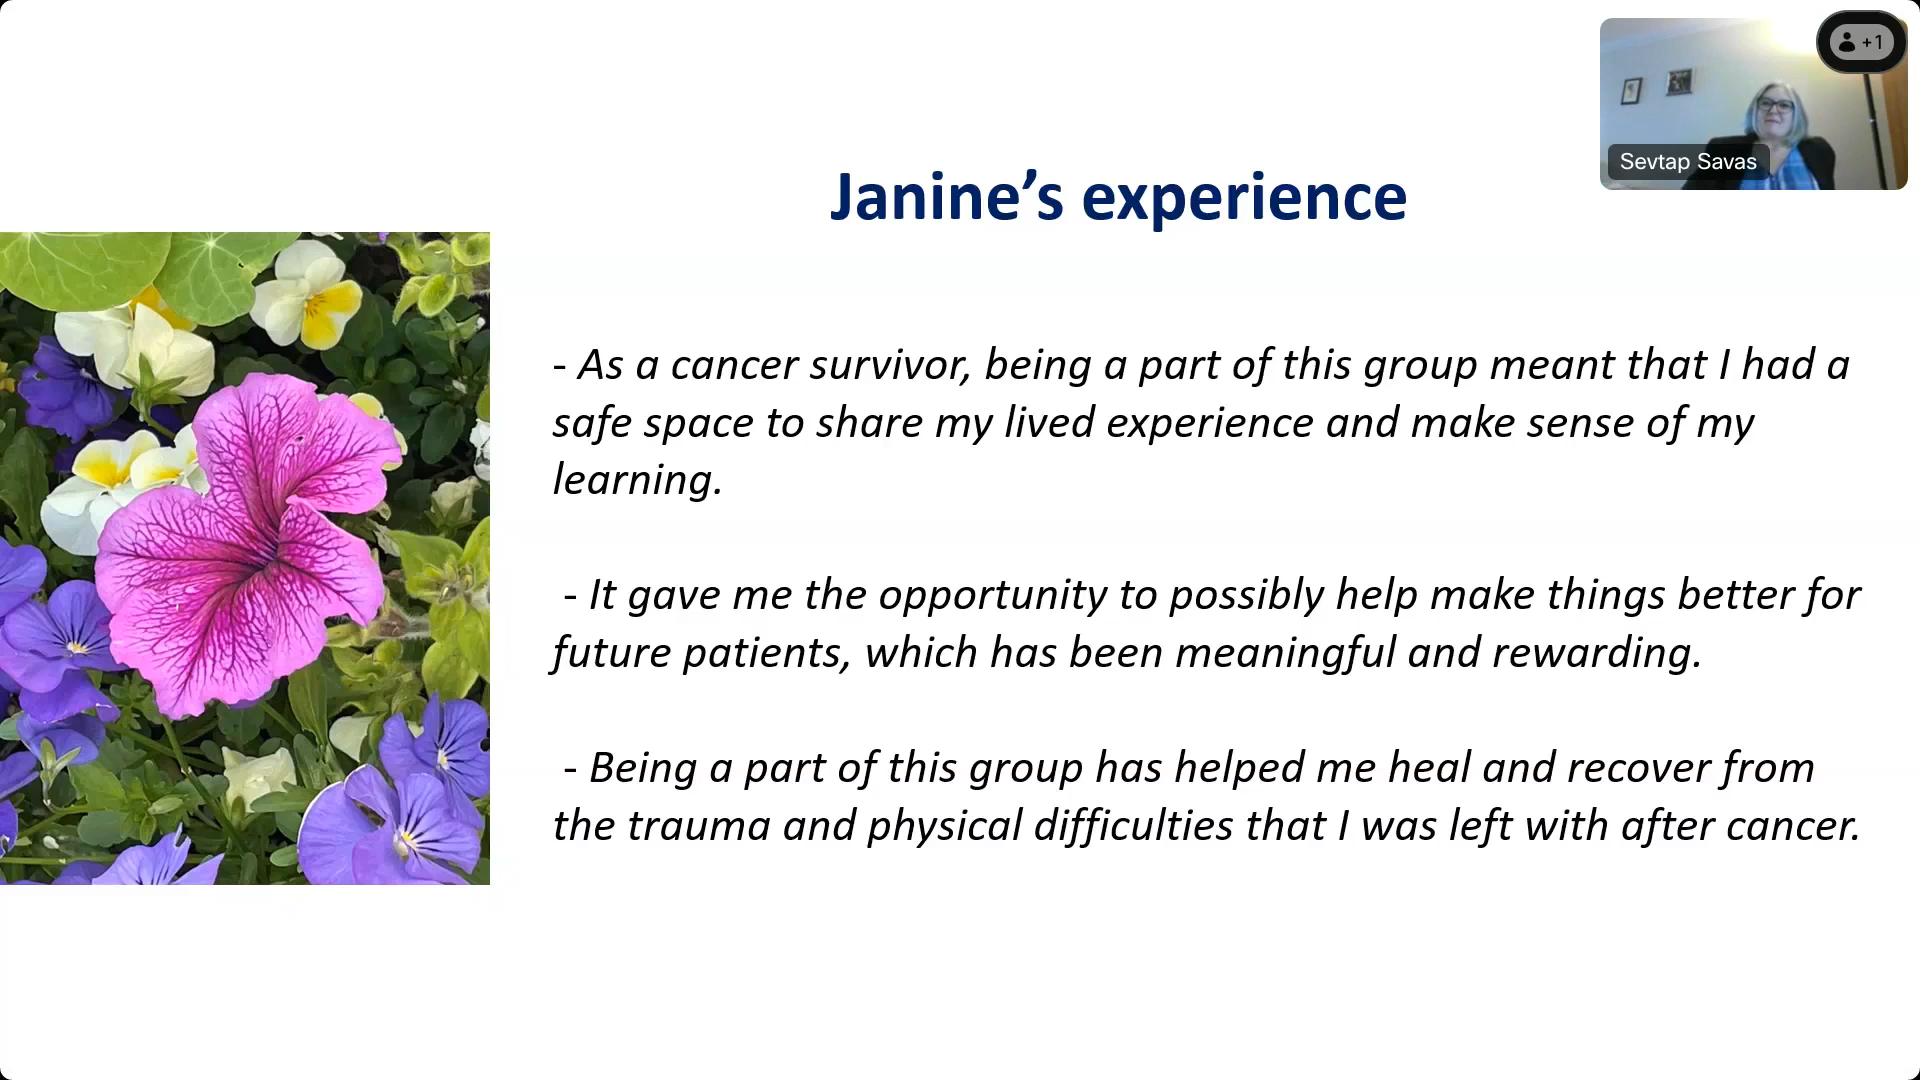 +1
Sevtap Savas
Janine’s experience
- As a cancer survivor, being a part of this group meant that I had a
safe space to share my lived experience and make sense of my
learning.
- It gave me the opportunity to possibly help make things better for
future patients, which has been meaningful and rewarding.
- Being a part of this group has helped me heal and recover from
the trauma and physical difficulties that I was left with after cancer.